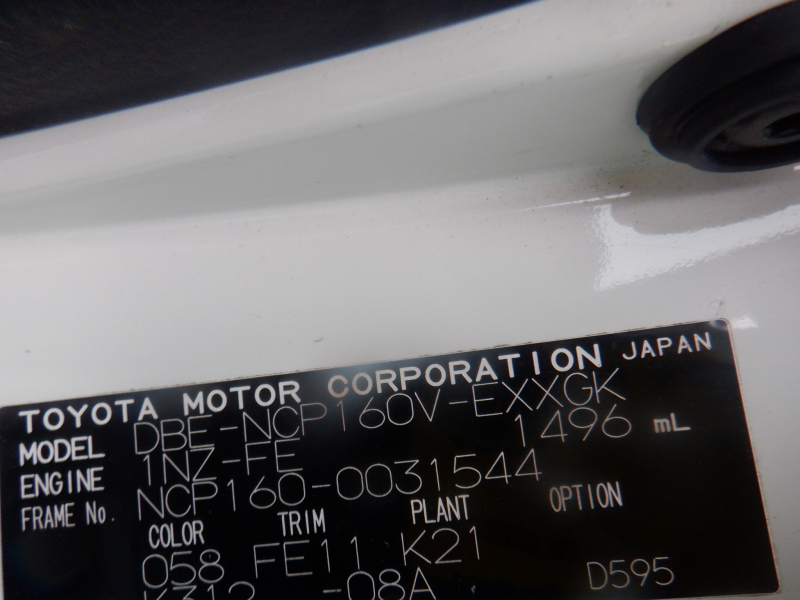 TOYOTA MOTOR CORPORATION JAPAN
MODEL DBE-NCP160V-EXXGK
ENGINE 1NZ-FE 1496 mL
FRAME No. NCP160-0031544
COLOR TRIM PLANT OPTION
058 FE11 K21
K312 -08A D595